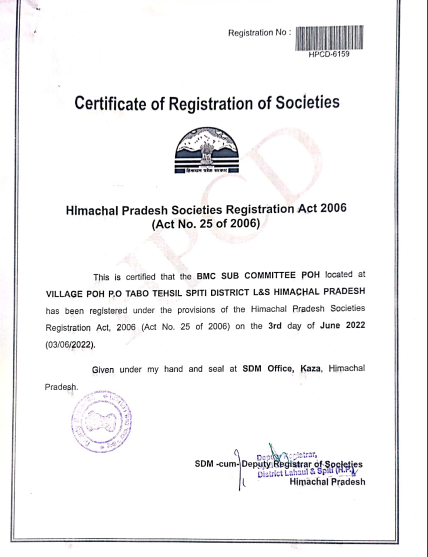 Registration No :
HPCD-6159
Certificate of Registration of Societies
हिमाचल प्रदेश सरकार
Himachal Pradesh Societies Registration Act 2006
(Act No. 25 of 2006)
HPCD
This is certified that the BMC SUB COMMITTEE POH located at
VILLAGE POH P.O TABO TEHSIL SPITI DISTRICT L&S HIMACHAL PRADESH
has been registered under the provisions of the Himachal Pradesh Societies
Registration Act, 2006 (Act No. 25 of 2006) on the 3rd day of June 2022
(03/06/2022).
Given under my hand and seal at SDM Office, Kaza, Himachal
Pradesh.
Deputy Registrar,
SDM -cum- Deputy Registrar of Societies
District Lahaul & Spiti (H.P.)
Himachal Pradesh